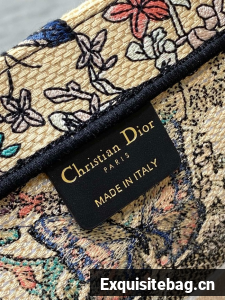 Christian Dior
PARIS
MADE IN ITALY
Exquisitebag.cn